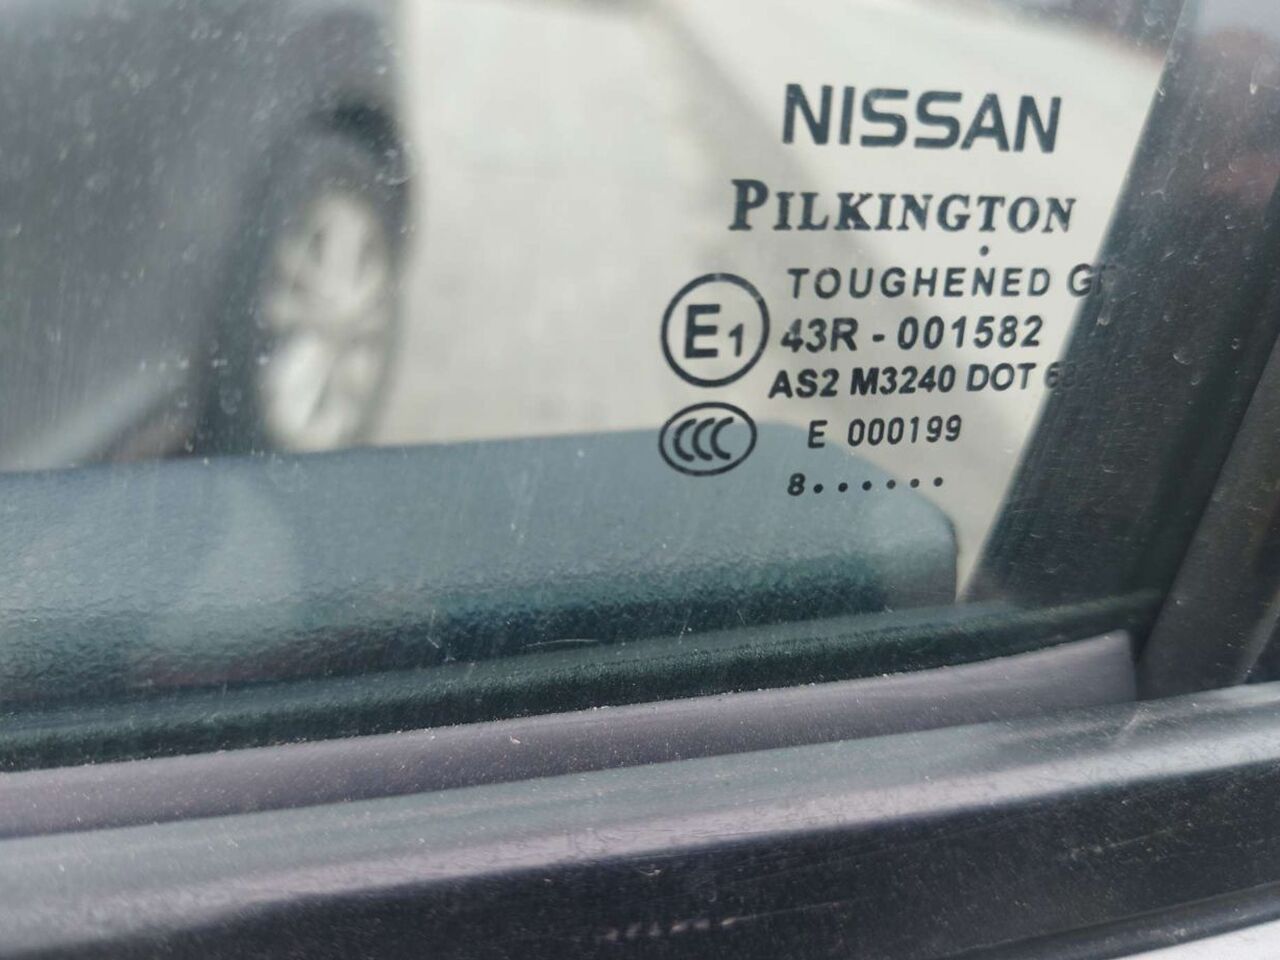 NISSAN
PILKINGTON
TOUGHENED
E1
43R - 001582
AS2 M3240 DOT
CCC
E 000199
8......